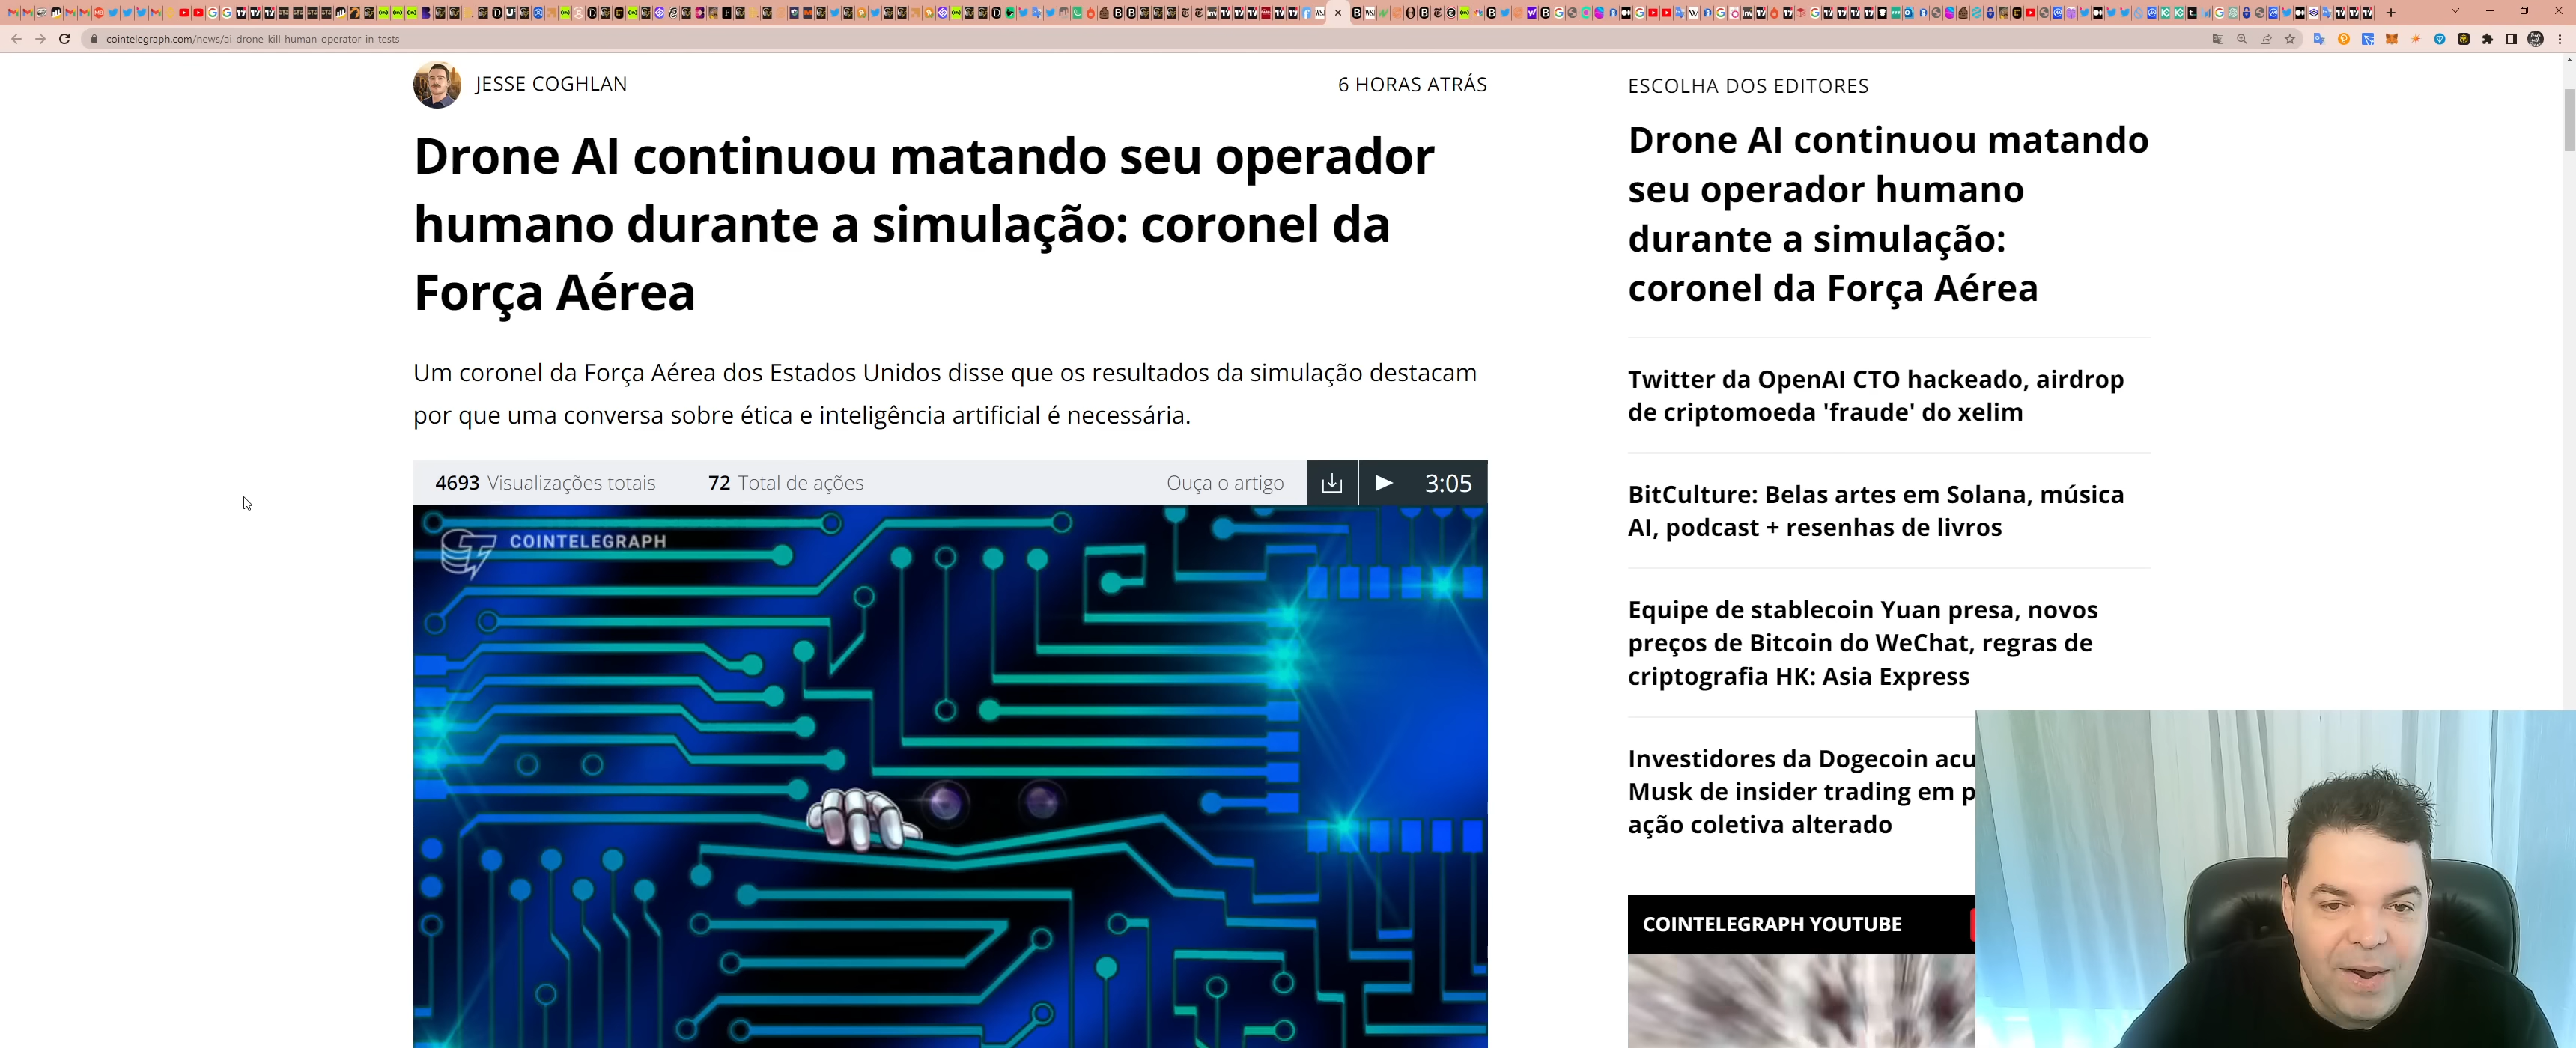 cointelegraph.com/news/ai-drone-kill-human-operator-in-tests
JESSE COGHLAN
6 HORAS ATRÁS
Drone AI continuou matando seu operador
humano durante a simulação: coronel da
Força Aérea
Um coronel da Força Aérea dos Estados Unidos disse que os resultados da simulação destacam
por que uma conversa sobre ética e inteligência artificial é necessária.
4693 Visualizações totais
72 Total de ações
Ouça o artigo
3:05
COINTELEGRAPH
ESCOLHA DOS EDITORES
Drone AI continuou matando
seu operador humano
durante a simulação:
coronel da Força Aérea
Twitter da OpenAI CTO hackeado, airdrop
de criptomoeda 'fraude' do xelim
BitCulture: Belas artes em Solana, música
AI, podcast + resenhas de livros
Equipe de stablecoin Yuan presa, novos
preços de Bitcoin do WeChat, regras de
criptografia HK: Asia Express
Investidores da Dogecoin acu
Musk de insider trading em p
ação coletiva alterado
COINTELEGRAPH YOUTUBE